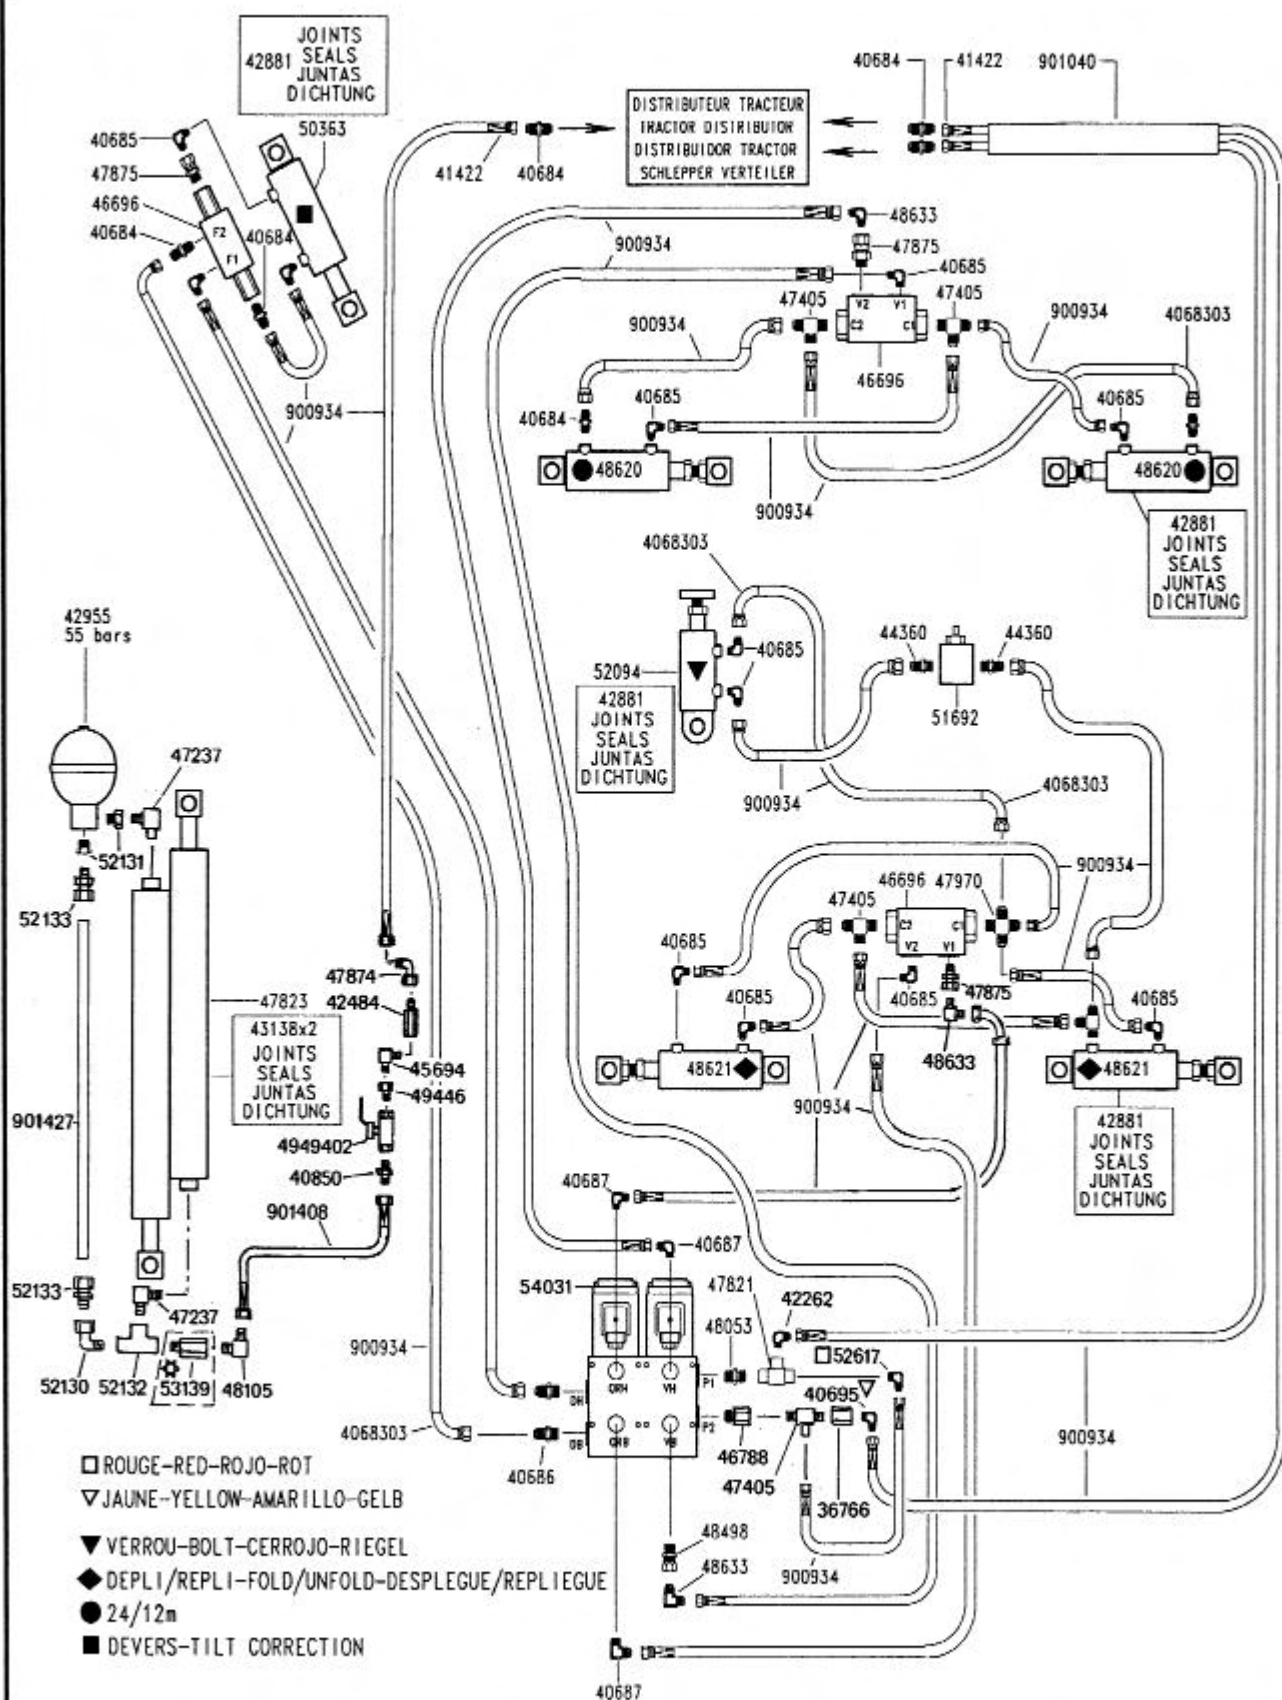 JOINTS
42881 SEALS
JUNTAS
DICHTUNG
50363
40685
47875
46696
40684
F2
F1
40684
41422
40684
DISTRIBUTEUR TRACTEUR
TRACTOR DISTRIBUTOR
DISTRIBUIDOR TRACTOR
SCHLEPPER VERTEILER
40684
41422
901040
900934
48633
47875
40685
47405
V2 V1
C2 C1
47405
900934
900934
4068303
46696
900934
40684
40685
40685
48620
48620
900934
42881
JOINTS
SEALS
JUNTAS
DICHTUNG
4068303
42955
55 bars
40685
44360
44360
52094
42881
JOINTS
SEALS
JUNTAS
DICHTUNG
51692
47237
900934
4068303
52131
900934
52133
47405
46696
47970
C2 C1
V2 V1
40685
47874
40685
40685
47875
40685
47823
42484
43138x2
JOINTS
SEALS
JUNTAS
DICHTUNG
48621
48633
48621
45694
49446
900934
901427
4949402
42881
JOINTS
SEALS
JUNTAS
DICHTUNG
40850
40687
901408
40687
52133
54031
47821
42262
47237
48053
900934
52617
52130
52132
53139
48105
ORH
VH
P1
OH
40695
4068303
OB
VB
P2
46788
900934
40686
47405
36766
ROUGE-RED-ROJO-ROT
JAUNE-YELLOW-AMARILLO-GELB
VERROU-BOLT-CERROJO-RIEGEL
48498
48633
900934
DEPLI/REPLI-FOLD/UNFOLD-DESPLEGUE/REPLIEGUE
24/12m
DEVERS-TILT CORRECTION
40687